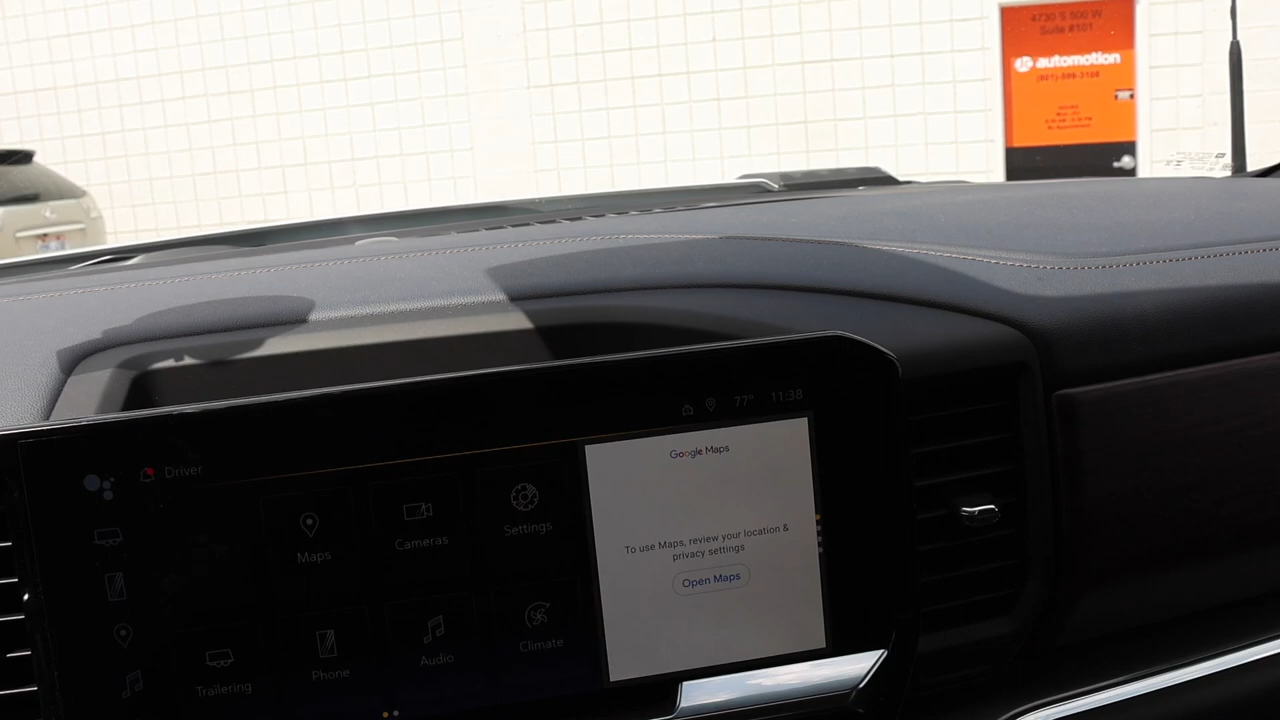 4730 S 500 W
Suite #101
automotion
77° 11:38
Driver
Google Maps
Maps
Cameras
Settings
To use Maps, review your location &
privacy settings
Open Maps
Trailering
Phone
Audio
Climate